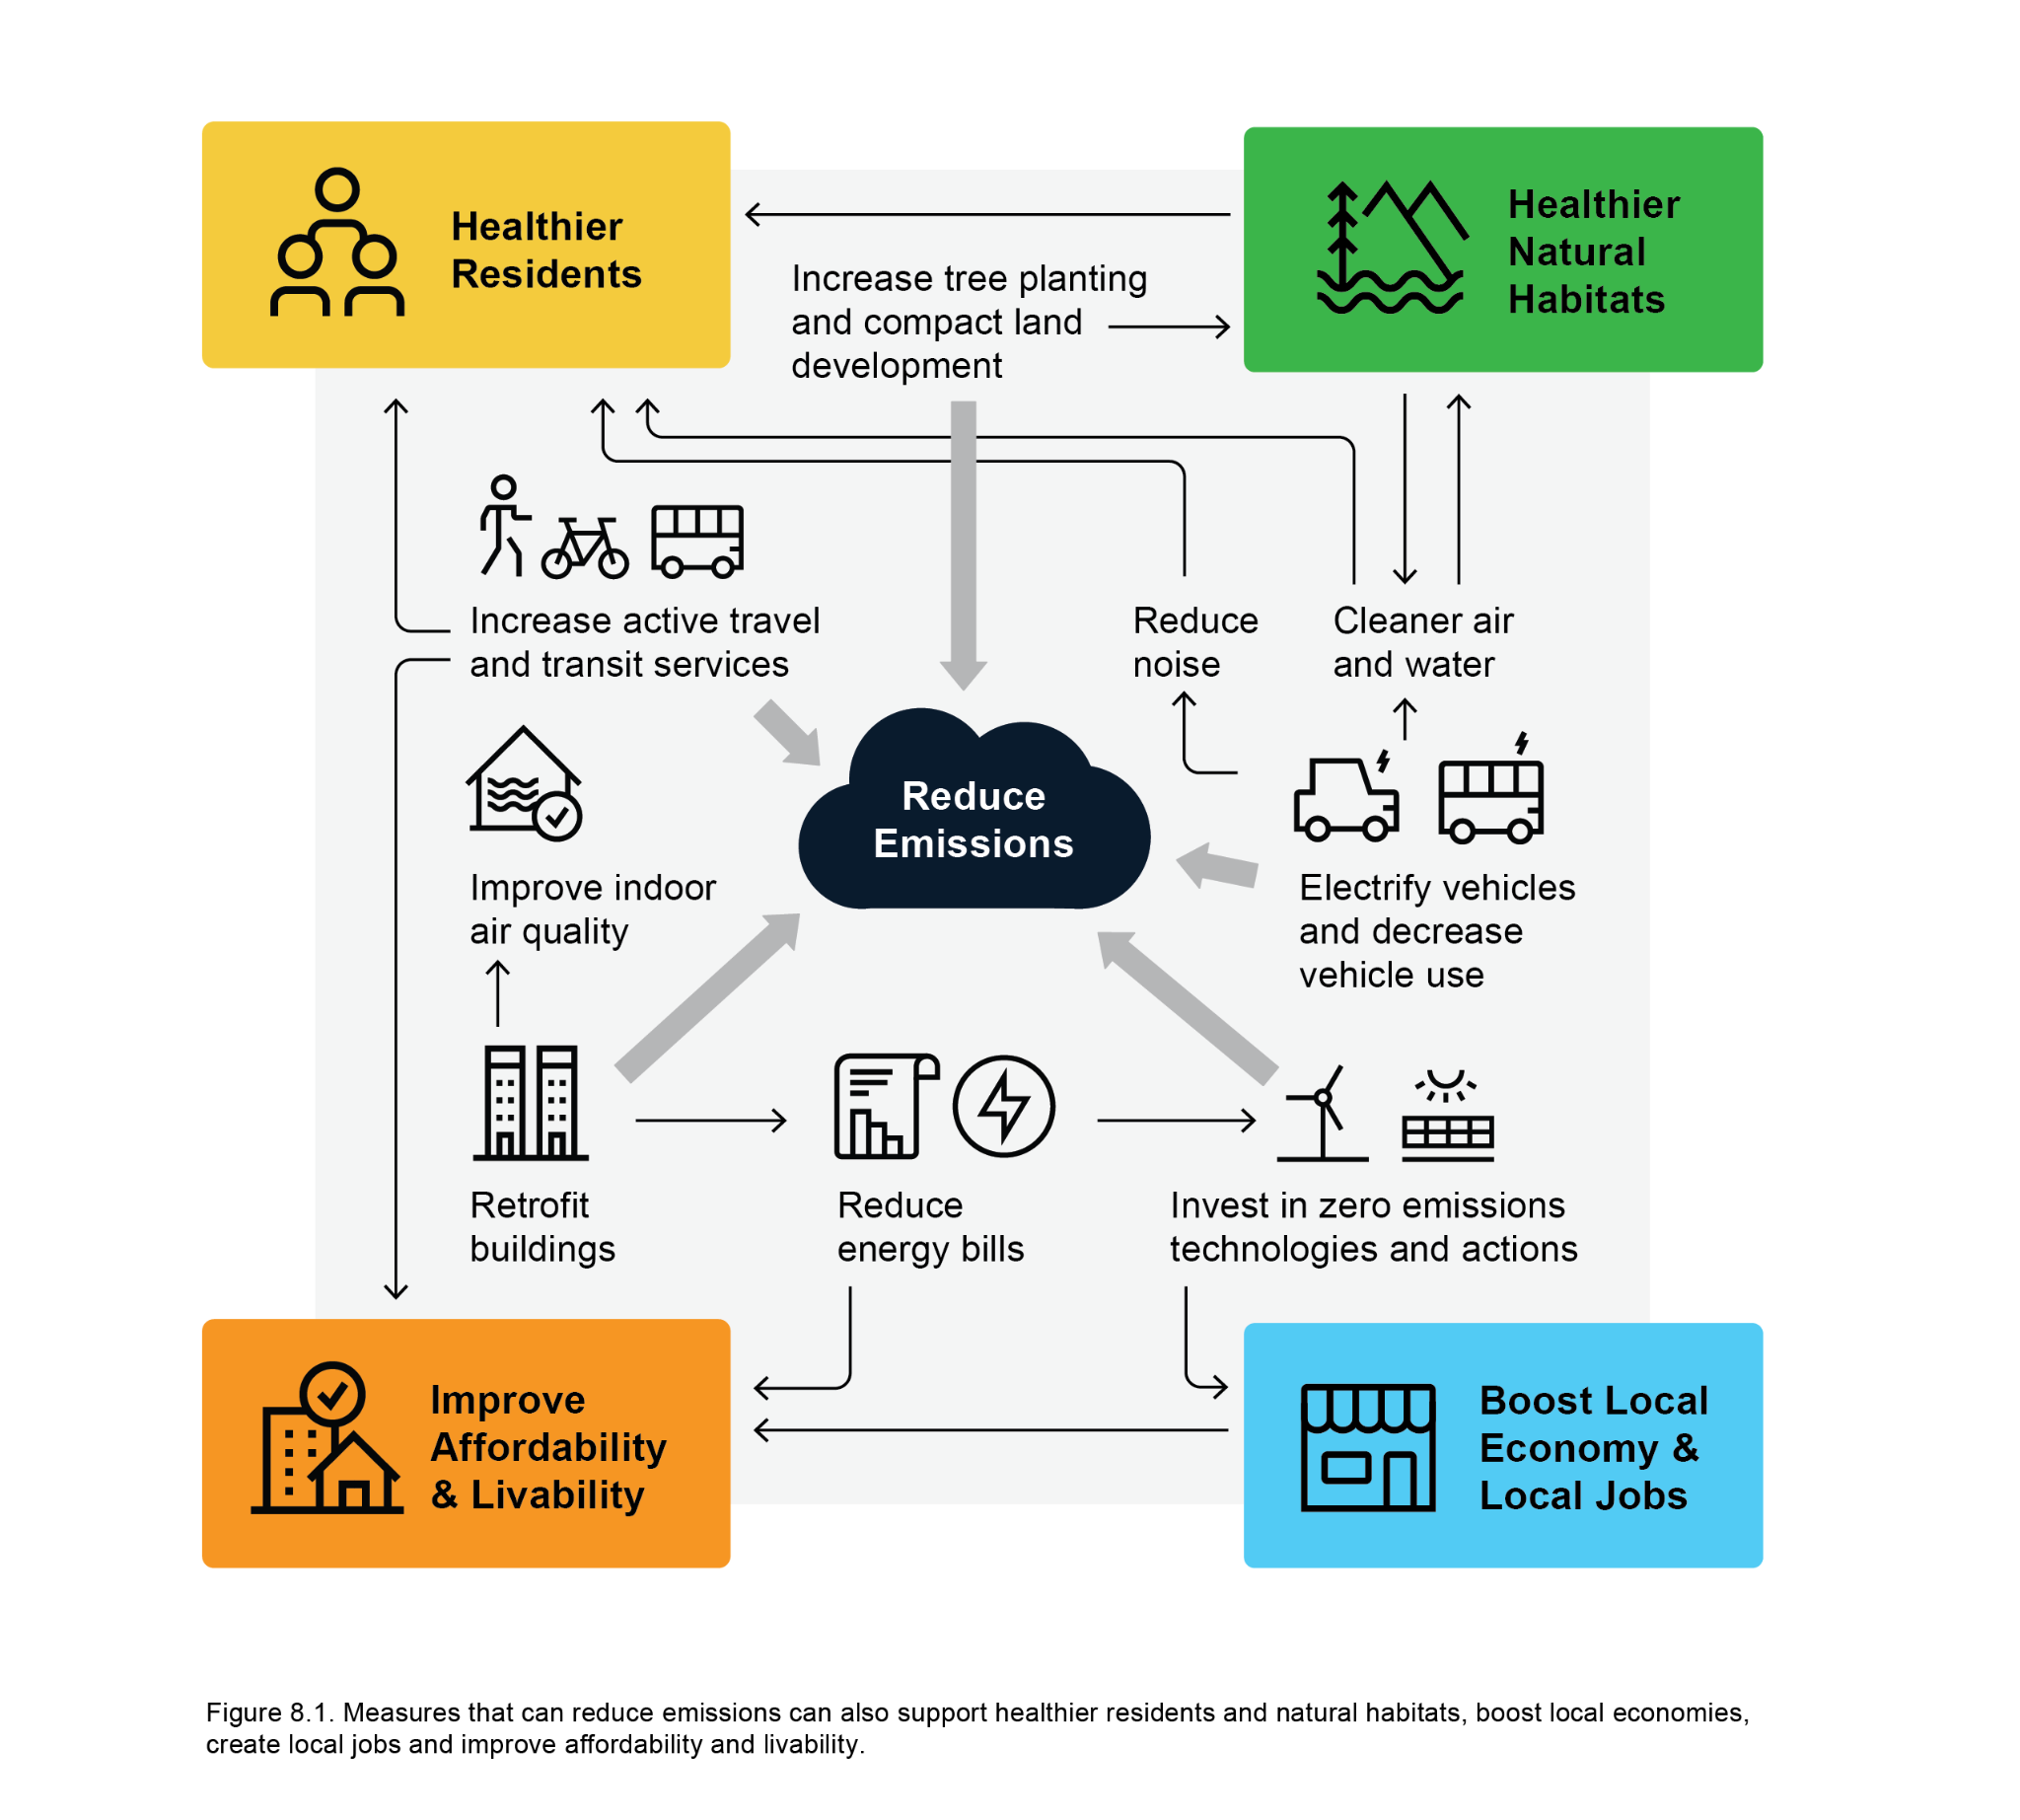 Healthier
Residents
Healthier
Natural
Habitats
Increase tree planting
and compact land
development
Increase active travel
and transit services
Reduce
noise
Cleaner air
and water
Reduce
Emissions
Improve indoor
air quality
Electrify vehicles
and decrease
vehicle use
Retrofit
buildings
Reduce
energy bills
Invest in zero emissions
technologies and actions
Improve
Affordability
& Livability
Boost Local
Economy &
Local Jobs
Figure 8.1. Measures that can reduce emissions can also support healthier residents and natural habitats, boost local economies,
create local jobs and improve affordability and livability.